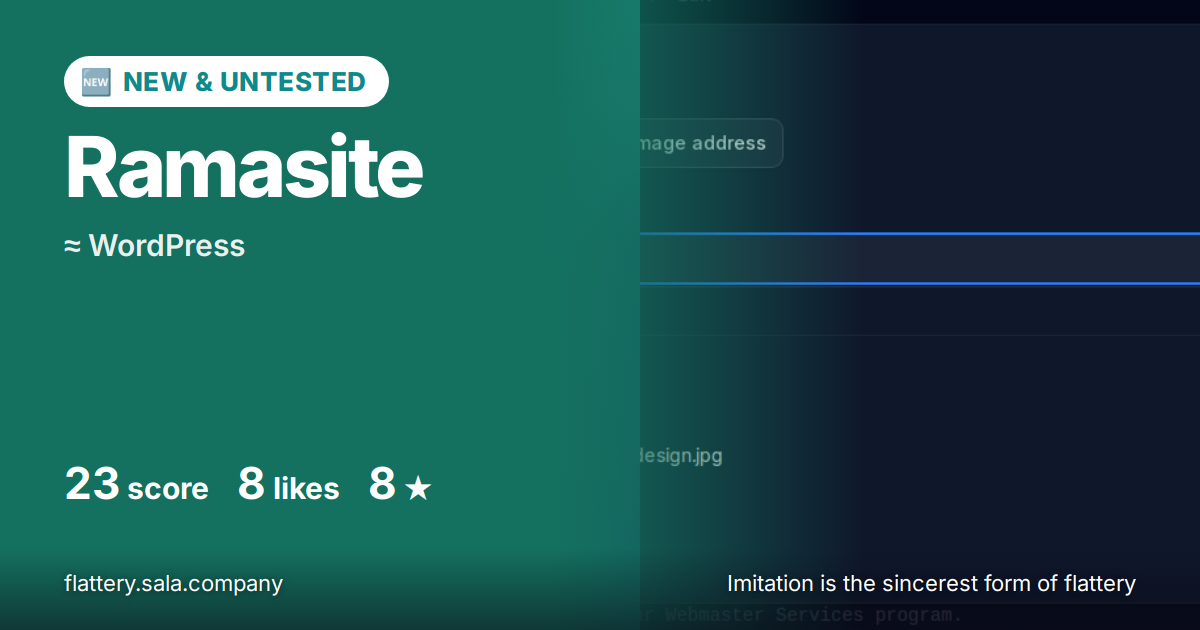 NEW NEW & UNTESTED
Ramasite
≈ WordPress
mage address
design.jpg
23 score 8 likes 8 ★
flattery.sala.company
Imitation is the sincerest form of flattery
r Webmaster Services program.